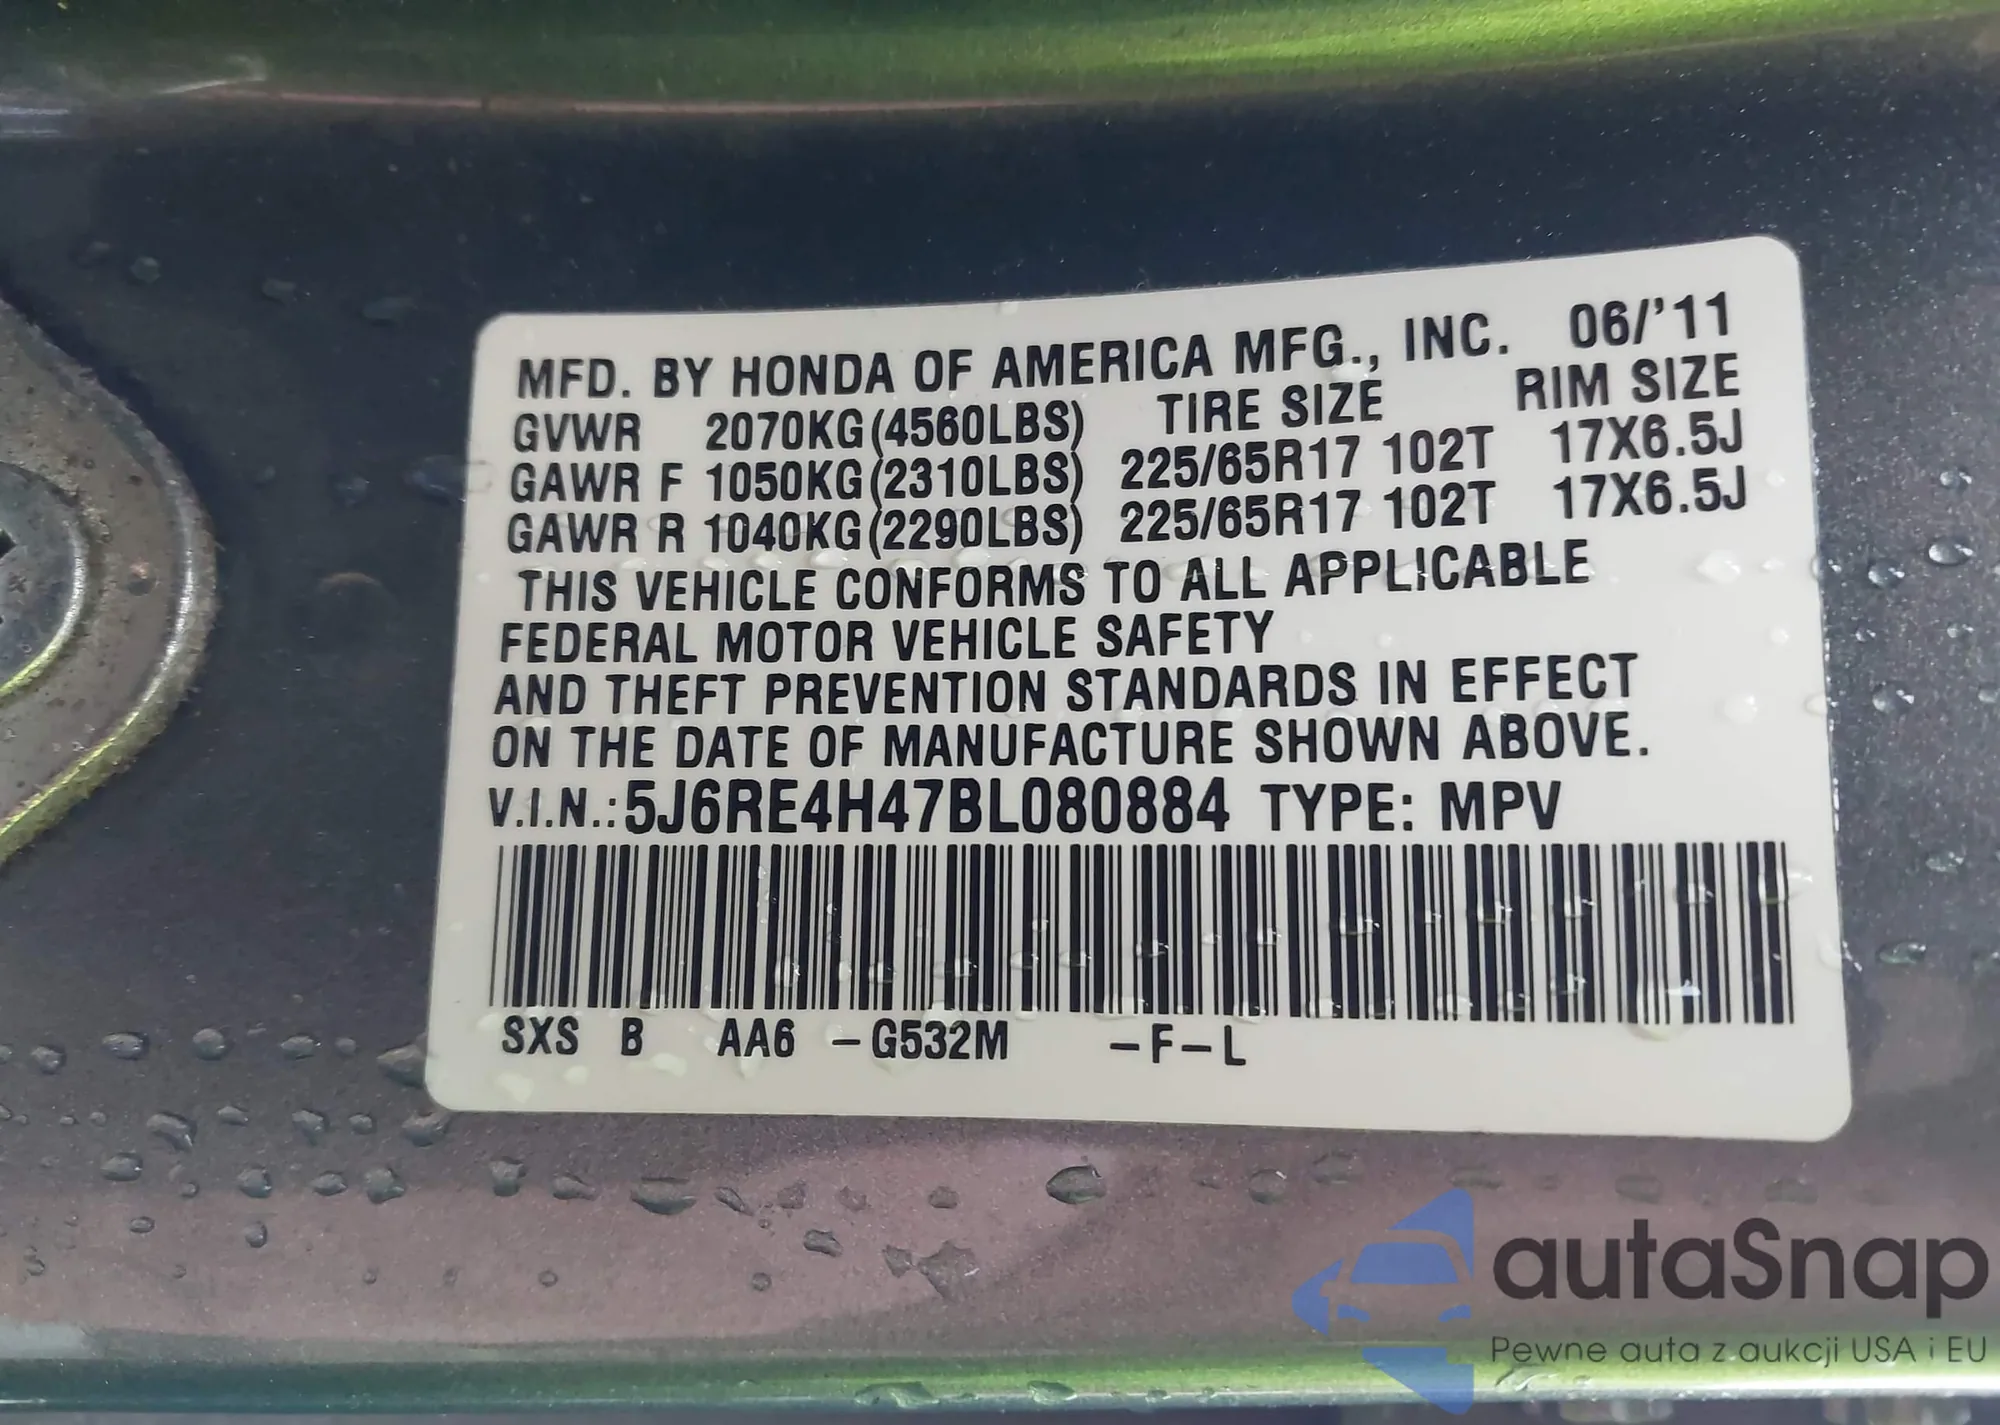 MFD. BY HONDA OF AMERICA MFG., INC. 06/'11
GVWR 2070KG(4560LBS) TIRE SIZE RIM SIZE
GAWR F 1050KG(2310LBS) 225/65R17 102T 17X6.5J
GAWR R 1040KG(2290LBS) 225/65R17 102T 17X6.5J
THIS VEHICLE CONFORMS TO ALL APPLICABLE
FEDERAL MOTOR VEHICLE SAFETY
AND THEFT PREVENTION STANDARDS IN EFFECT
ON THE DATE OF MANUFACTURE SHOWN ABOVE.
V.I.N.:5J6RE4H47BL080884 TYPE: MPV
SXS B AA6 -G532M -F-L
autaSnap
Pewne auta z aukcji USA i EU